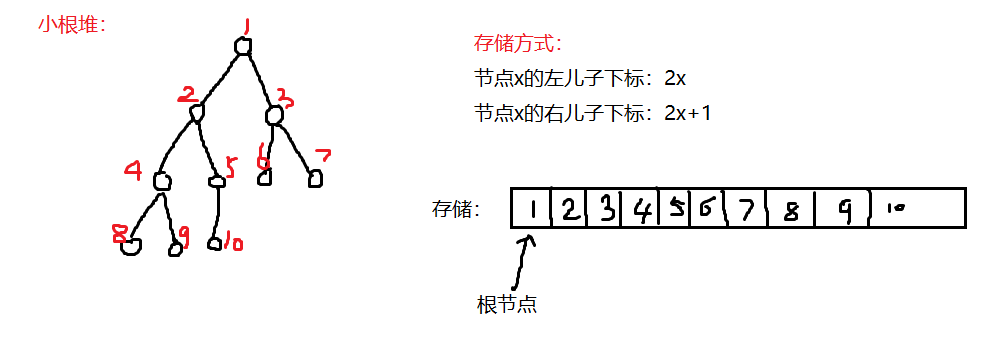 小根堆：
1
2 3
4 5 6 7
8 9 10
存储方式：
节点x的左儿子下标：2x
节点x的右儿子下标：2x+1
存储： 1 2 3 4 5 6 7 8 9 10
根节点